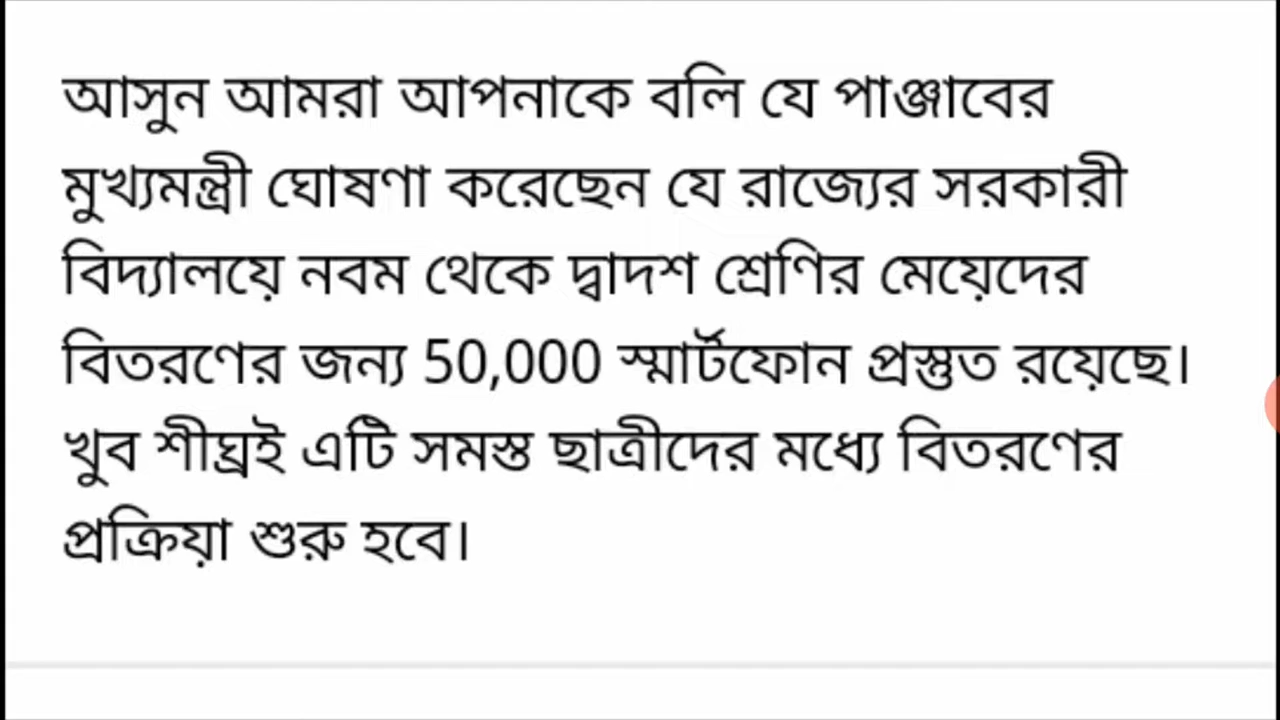 আসুন আমরা আপনাকে বলি যে পাঞ্জাবের
মুখ্যমন্ত্রী ঘোষণা করেছেন যে রাজ্যের সরকারী
বিদ্যালয়ে নবম থেকে দ্বাদশ শ্রেণির মেয়েদের
বিতরণের জন্য 50,000 স্মার্টফোন প্রস্তুত রয়েছে।
খুব শীঘ্রই এটি সমস্ত ছাত্রীদের মধ্যে বিতরণের
প্রক্রিয়া শুরু হবে।